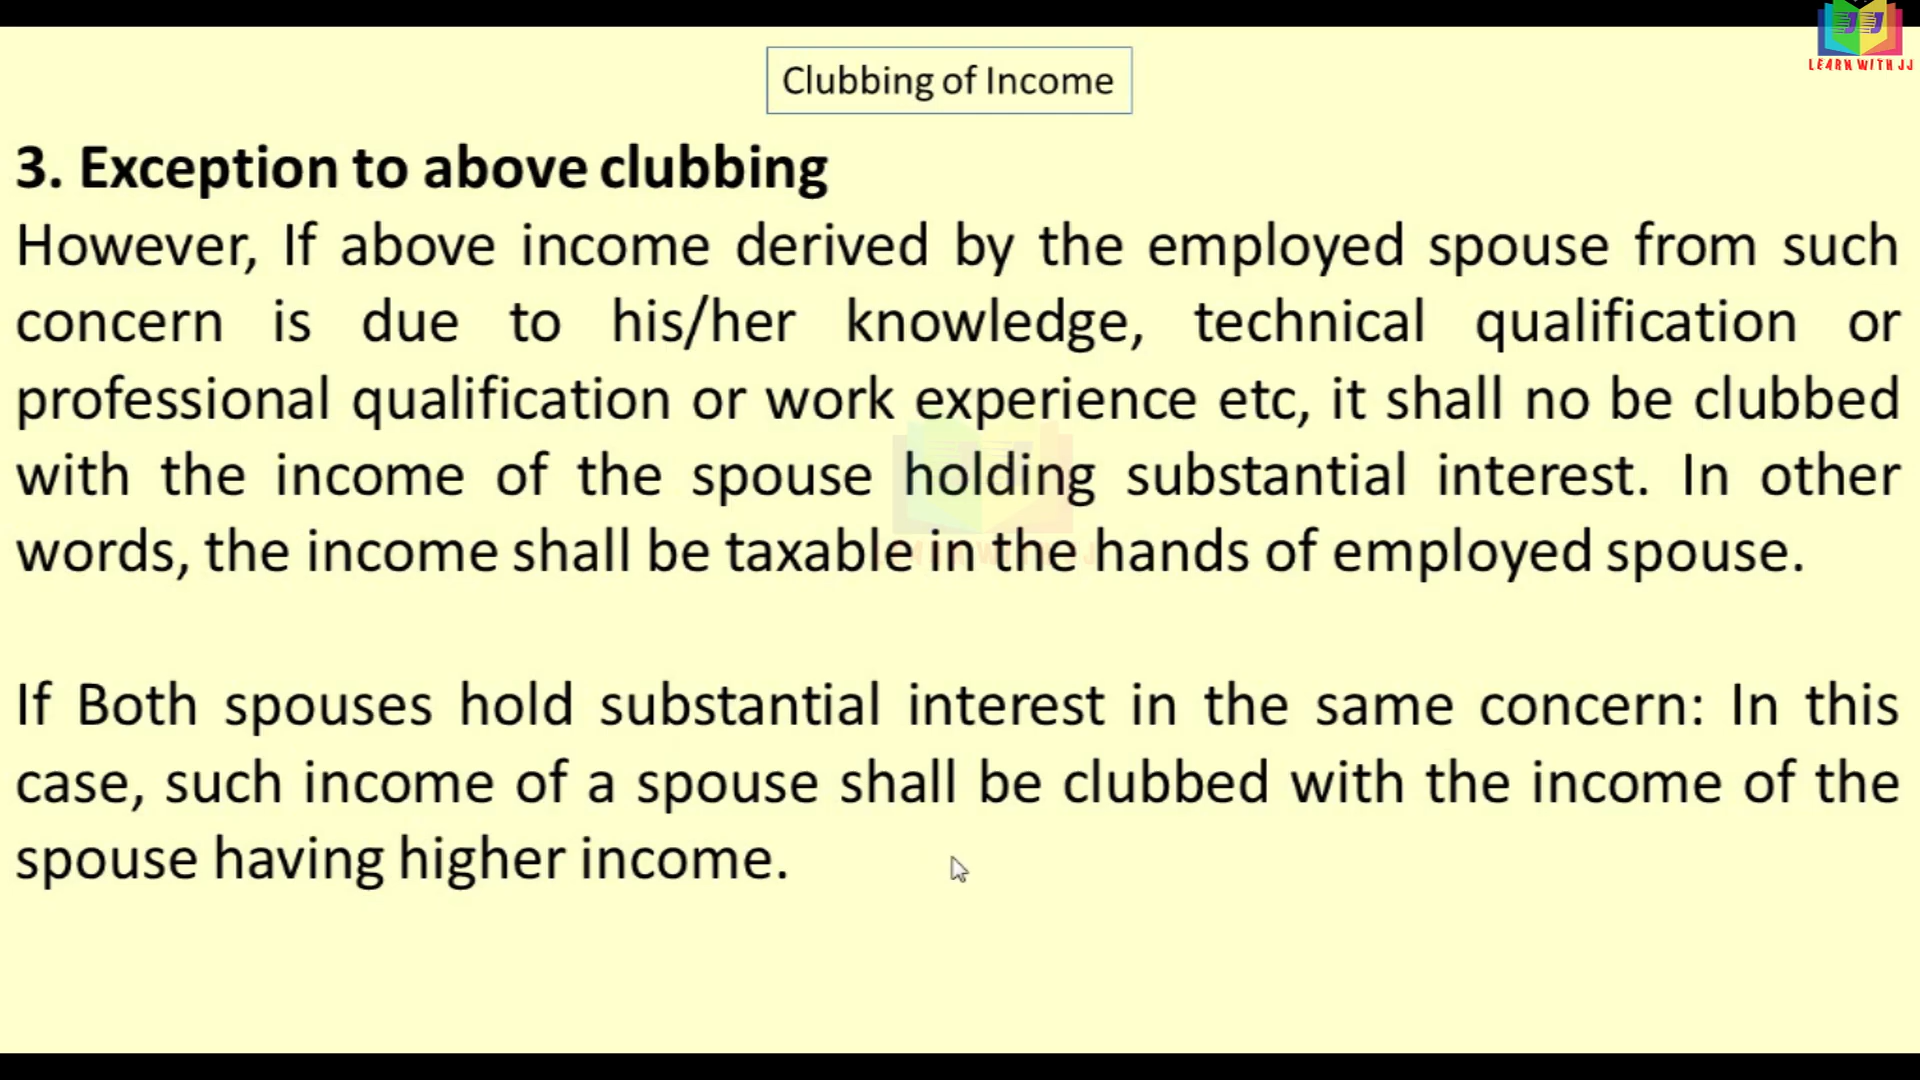 LEARN WITH JJ
Clubbing of Income
3. Exception to above clubbing
However, If above income derived by the employed spouse from such
concern is due to his/her knowledge, technical qualification or
professional qualification or work experience etc, it shall no be clubbed
with the income of the spouse holding substantial interest. In other
words, the income shall be taxable in the hands of employed spouse.
If Both spouses hold substantial interest in the same concern: In this
case, such income of a spouse shall be clubbed with the income of the
spouse having higher income.